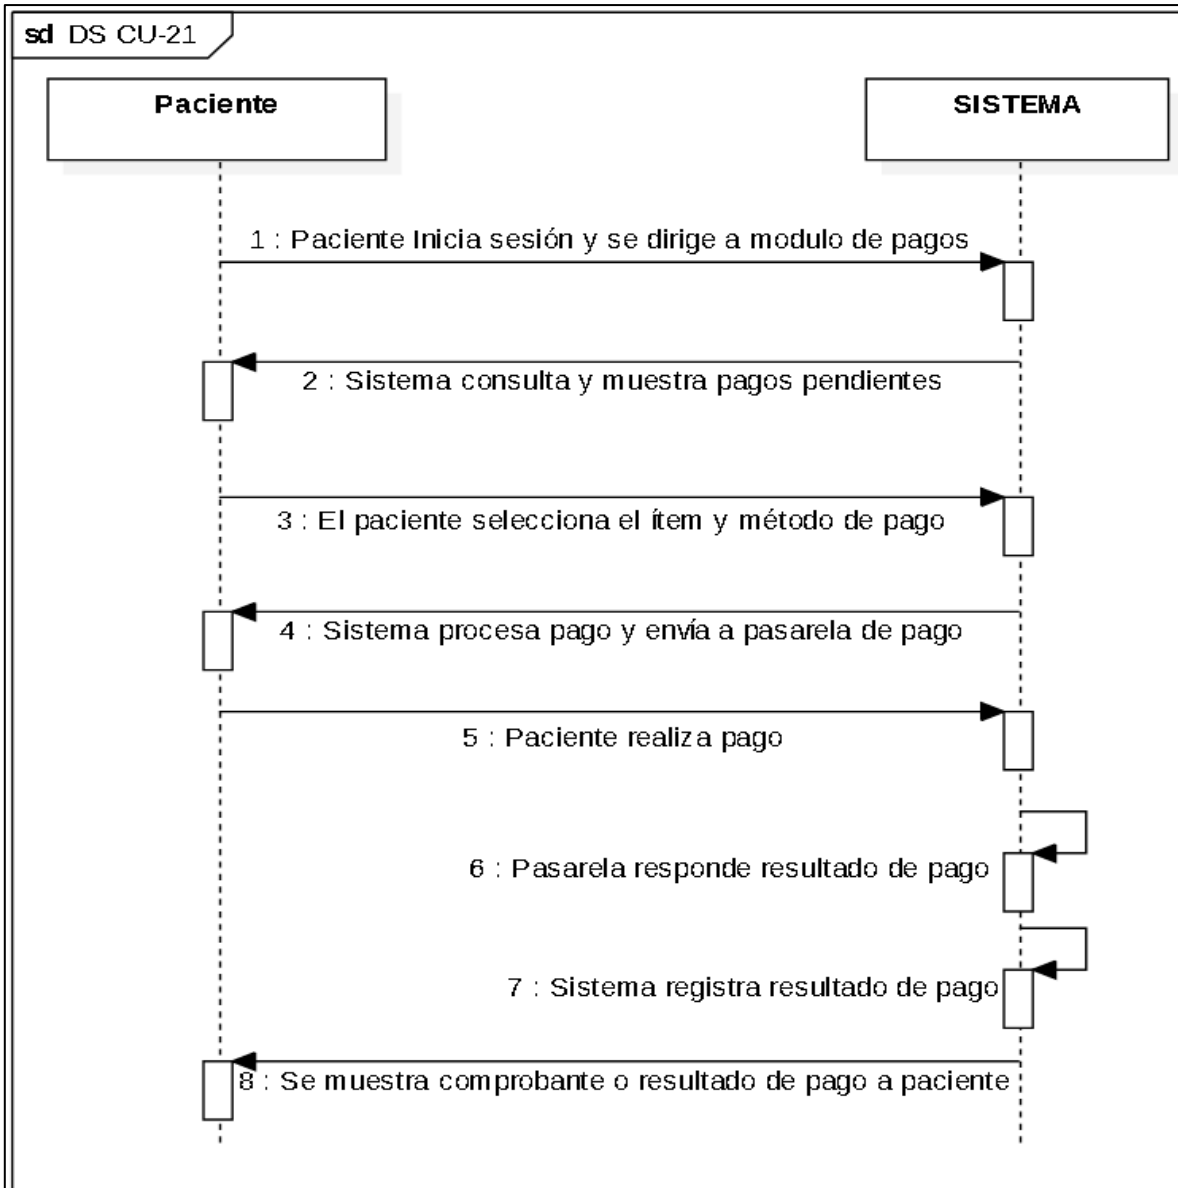 sd DS CU-21
Paciente
SISTEMA
1 : Paciente Inicia sesión y se dirige a modulo de pagos
2 : Sistema consulta y muestra pagos pendientes
3 : El paciente selecciona el ítem y método de pago
4 : Sistema procesa pago y envía a pasarela de pago
5 : Paciente realiza pago
6 : Pasarela responde resultado de pago
7 : Sistema registra resultado de pago
8 : Se muestra comprobante o resultado de pago a paciente